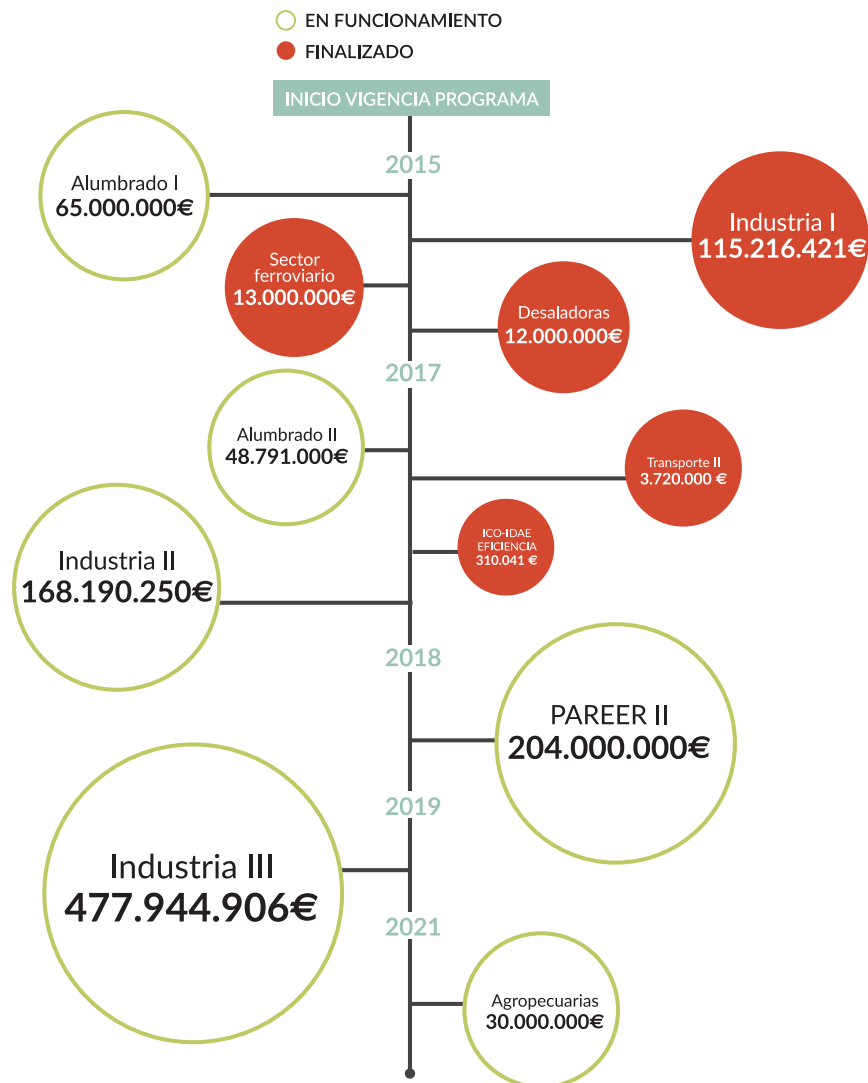 EN FUNCIONAMIENTO
FINALIZADO
INICIO VIGENCIA PROGRAMA
2015
Alumbrado I
65.000.000€
Industria I
115.216.421€
Sector
ferroviario
13.000.000€
Desaladoras
12.000.000€
2017
Alumbrado II
48.791.000€
Transporte II
3.720.000 €
ICO-IDAE
EFICIENCIA
310.041 €
Industria II
168.190.250€
2018
PAREER II
204.000.000€
2019
Industria III
477.944.906€
2021
Agropecuarias
30.000.000€